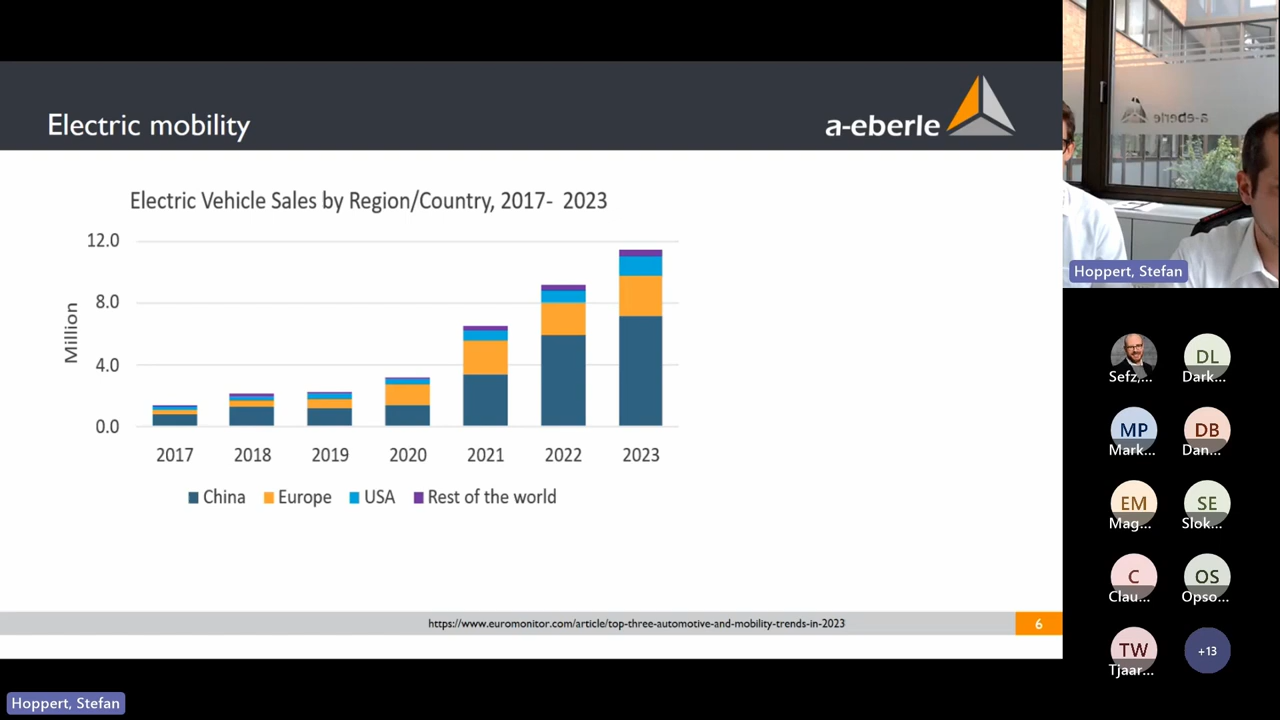 Electric mobility
a-eberle
Electric Vehicle Sales by Region/Country, 2017- 2023
Million
12.0
8.0
4.0
0.0
2017 2018 2019 2020 2021 2022 2023
China Europe USA Rest of the world
https://www.euromonitor.com/article/top-three-automotive-and-mobility-trends-in-2023
6
a-eberle
Hoppert, Stefan
Sefz,...
DL
Dark...
MP
Mark...
DB
Dan...
EM
Mag...
SE
Slok...
C
Clau...
OS
Opso...
TW
Tjaar...
+13
Hoppert, Stefan